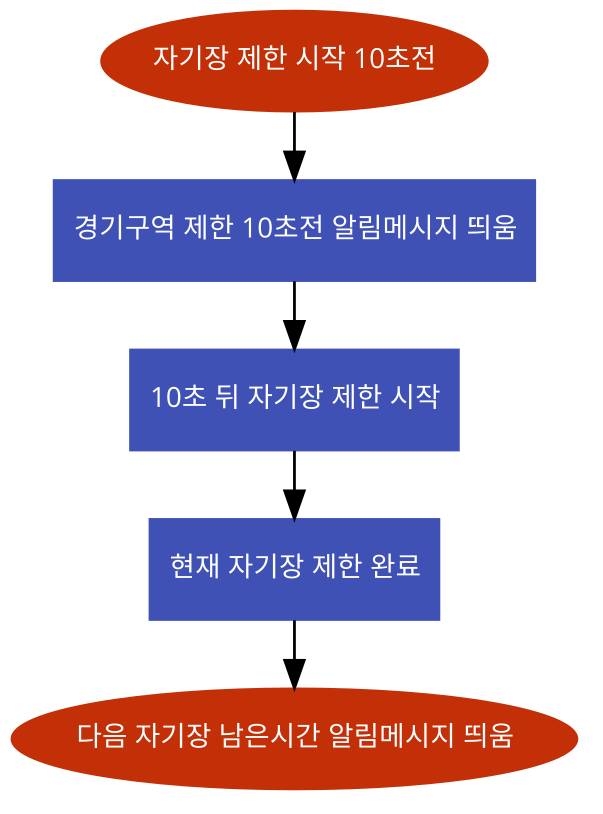 자기장 제한 시작 10초전
경기구역 제한 10초전 알림메시지 띄움
10초 뒤 자기장 제한 시작
현재 자기장 제한 완료
다음 자기장 남은시간 알림메시지 띄움